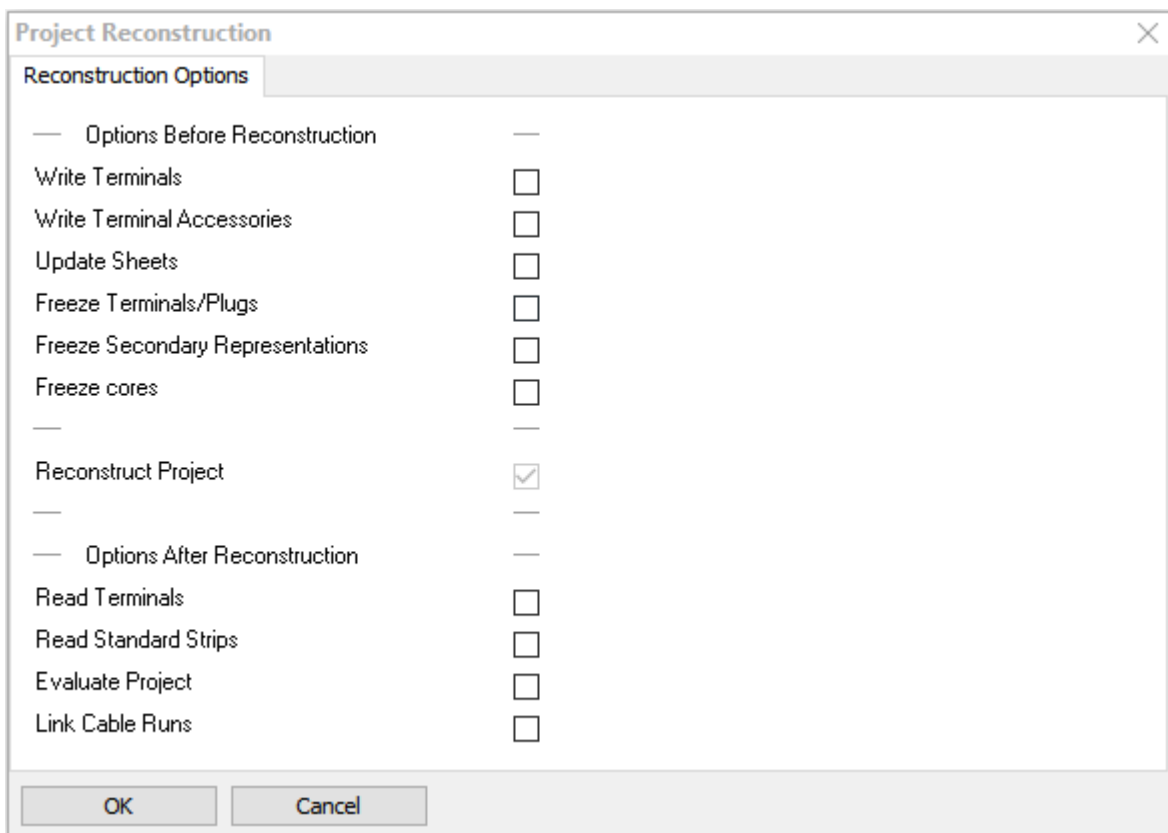 Project Reconstruction
Reconstruction Options
Options Before Reconstruction
Write Terminals
Write Terminal Accessories
Update Sheets
Freeze Terminals/Plugs
Freeze Secondary Representations
Freeze cores
Reconstruct Project
Options After Reconstruction
Read Terminals
Read Standard Strips
Evaluate Project
Link Cable Runs
OK Cancel